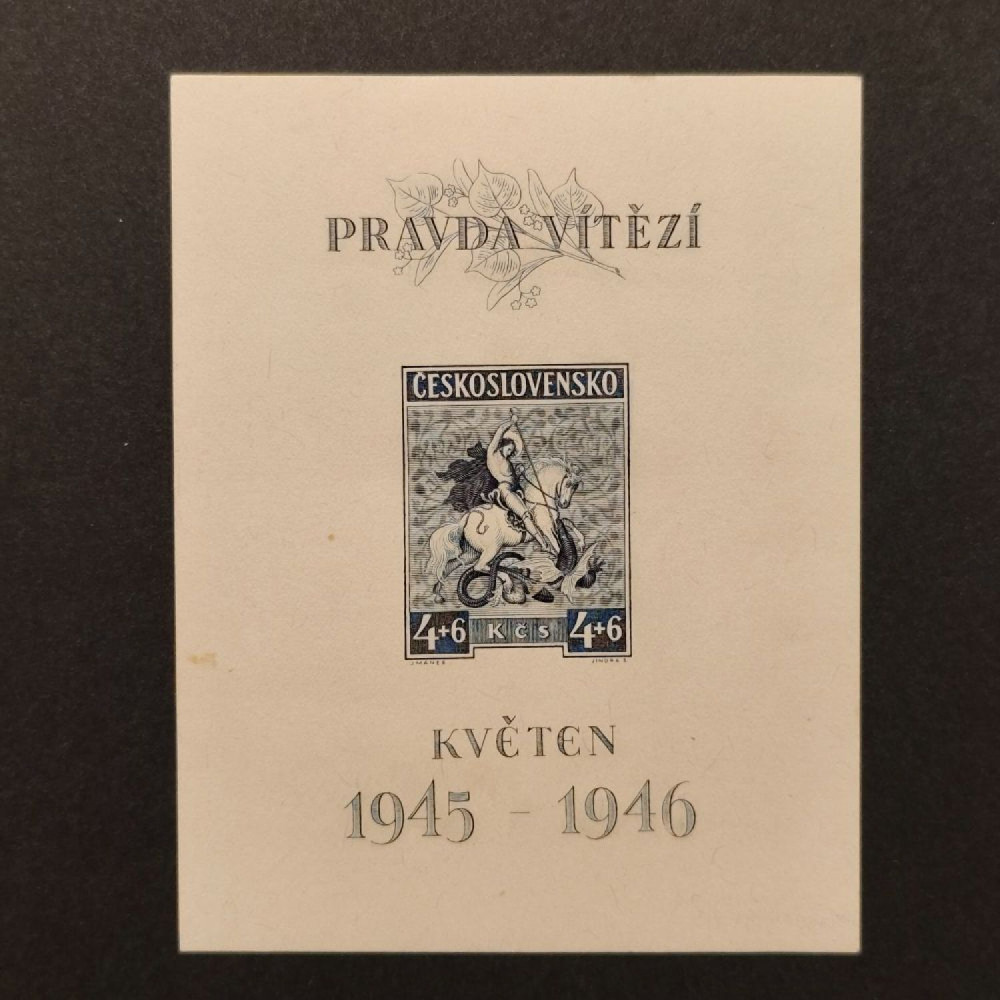 PRAVDA VÍTĚZÍ
ČESKOSLOVENSKO
4+6 Kčs 4+6
KVĚTEN
1945 – 1946